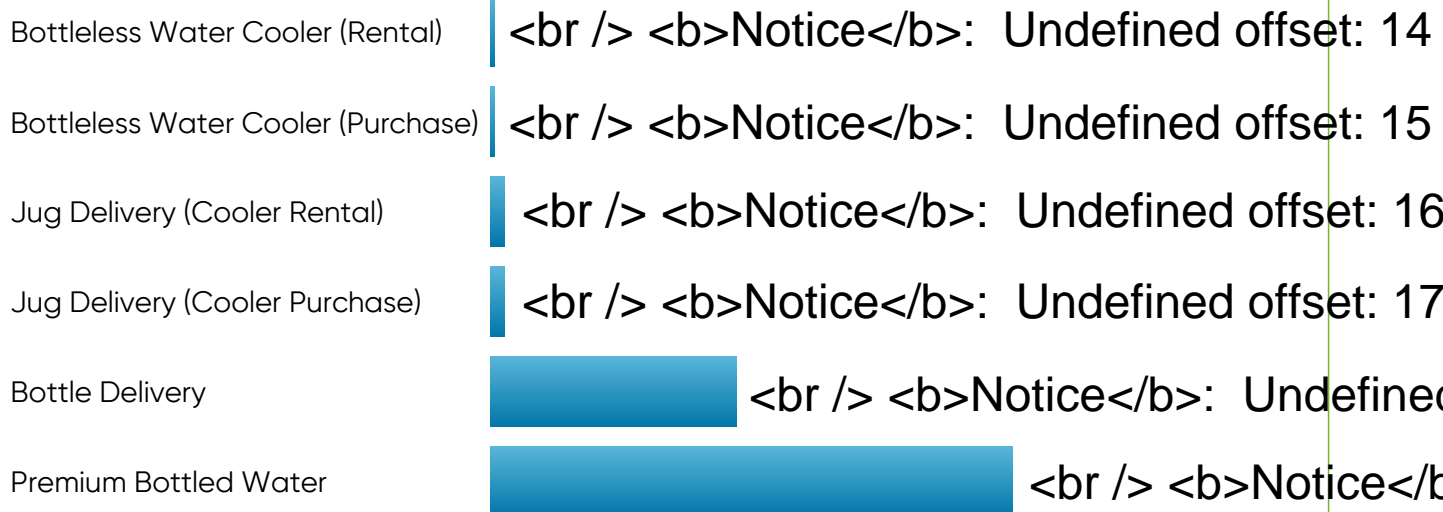 Bottleless Water Cooler (Rental) <br /> <b>Notice</b>:  Undefined offset: 14
Bottleless Water Cooler (Purchase) <br /> <b>Notice</b>:  Undefined offset: 15
Jug Delivery (Cooler Rental) <br /> <b>Notice</b>:  Undefined offset: 16
Jug Delivery (Cooler Purchase) <br /> <b>Notice</b>:  Undefined offset: 17
Bottle Delivery <br /> <b>Notice</b>:  Undefined
Premium Bottled Water <br /> <b>Notice</b